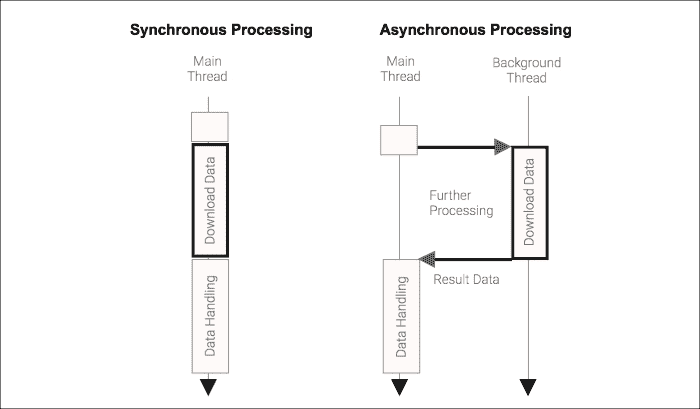 Synchronous Processing
Main
Thread
Download Data
Data Handling
Asynchronous Processing
Main
Thread
Background
Thread
Further
Processing
Download Data
Result Data
Data Handling